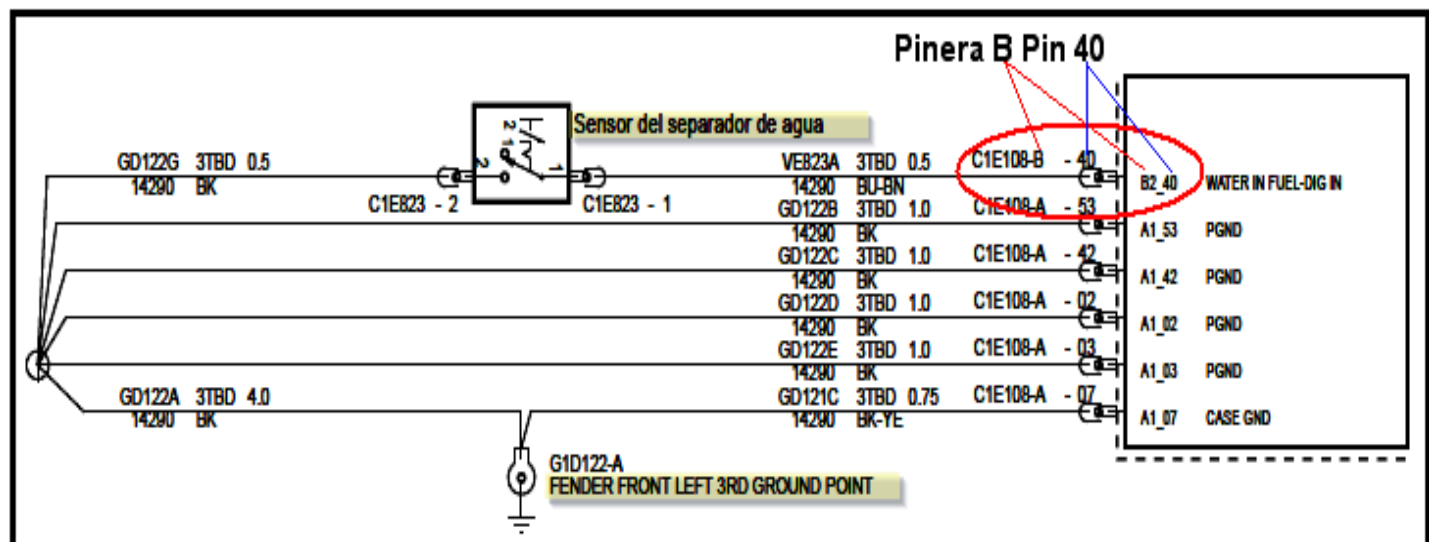 Pinera B Pin 40
Sensor del separador de agua
2
1
2
1
GD122G 3TBD 0.5
14290 BK
C1E823 - 2
C1E823 - 1
VE823A 3TBD 0.5
14290 BU-BN
C1E108-B - 40
B2_40 WATER IN FUEL-DIG IN
GD122B 3TBD 1.0
14290 BK
C1E108-A - 53
A1_53 PGND
GD122C 3TBD 1.0
14290 BK
C1E108-A - 42
A1_42 PGND
GD122D 3TBD 1.0
14290 BK
C1E108-A - 02
A1_02 PGND
GD122E 3TBD 1.0
14290 BK
C1E108-A - 03
A1_03 PGND
GD122A 3TBD 4.0
14290 BK
GD121C 3TBD 0.75
14290 BK-YE
C1E108-A - 07
A1_07 CASE GND
G1D122-A
FENDER FRONT LEFT 3RD GROUND POINT